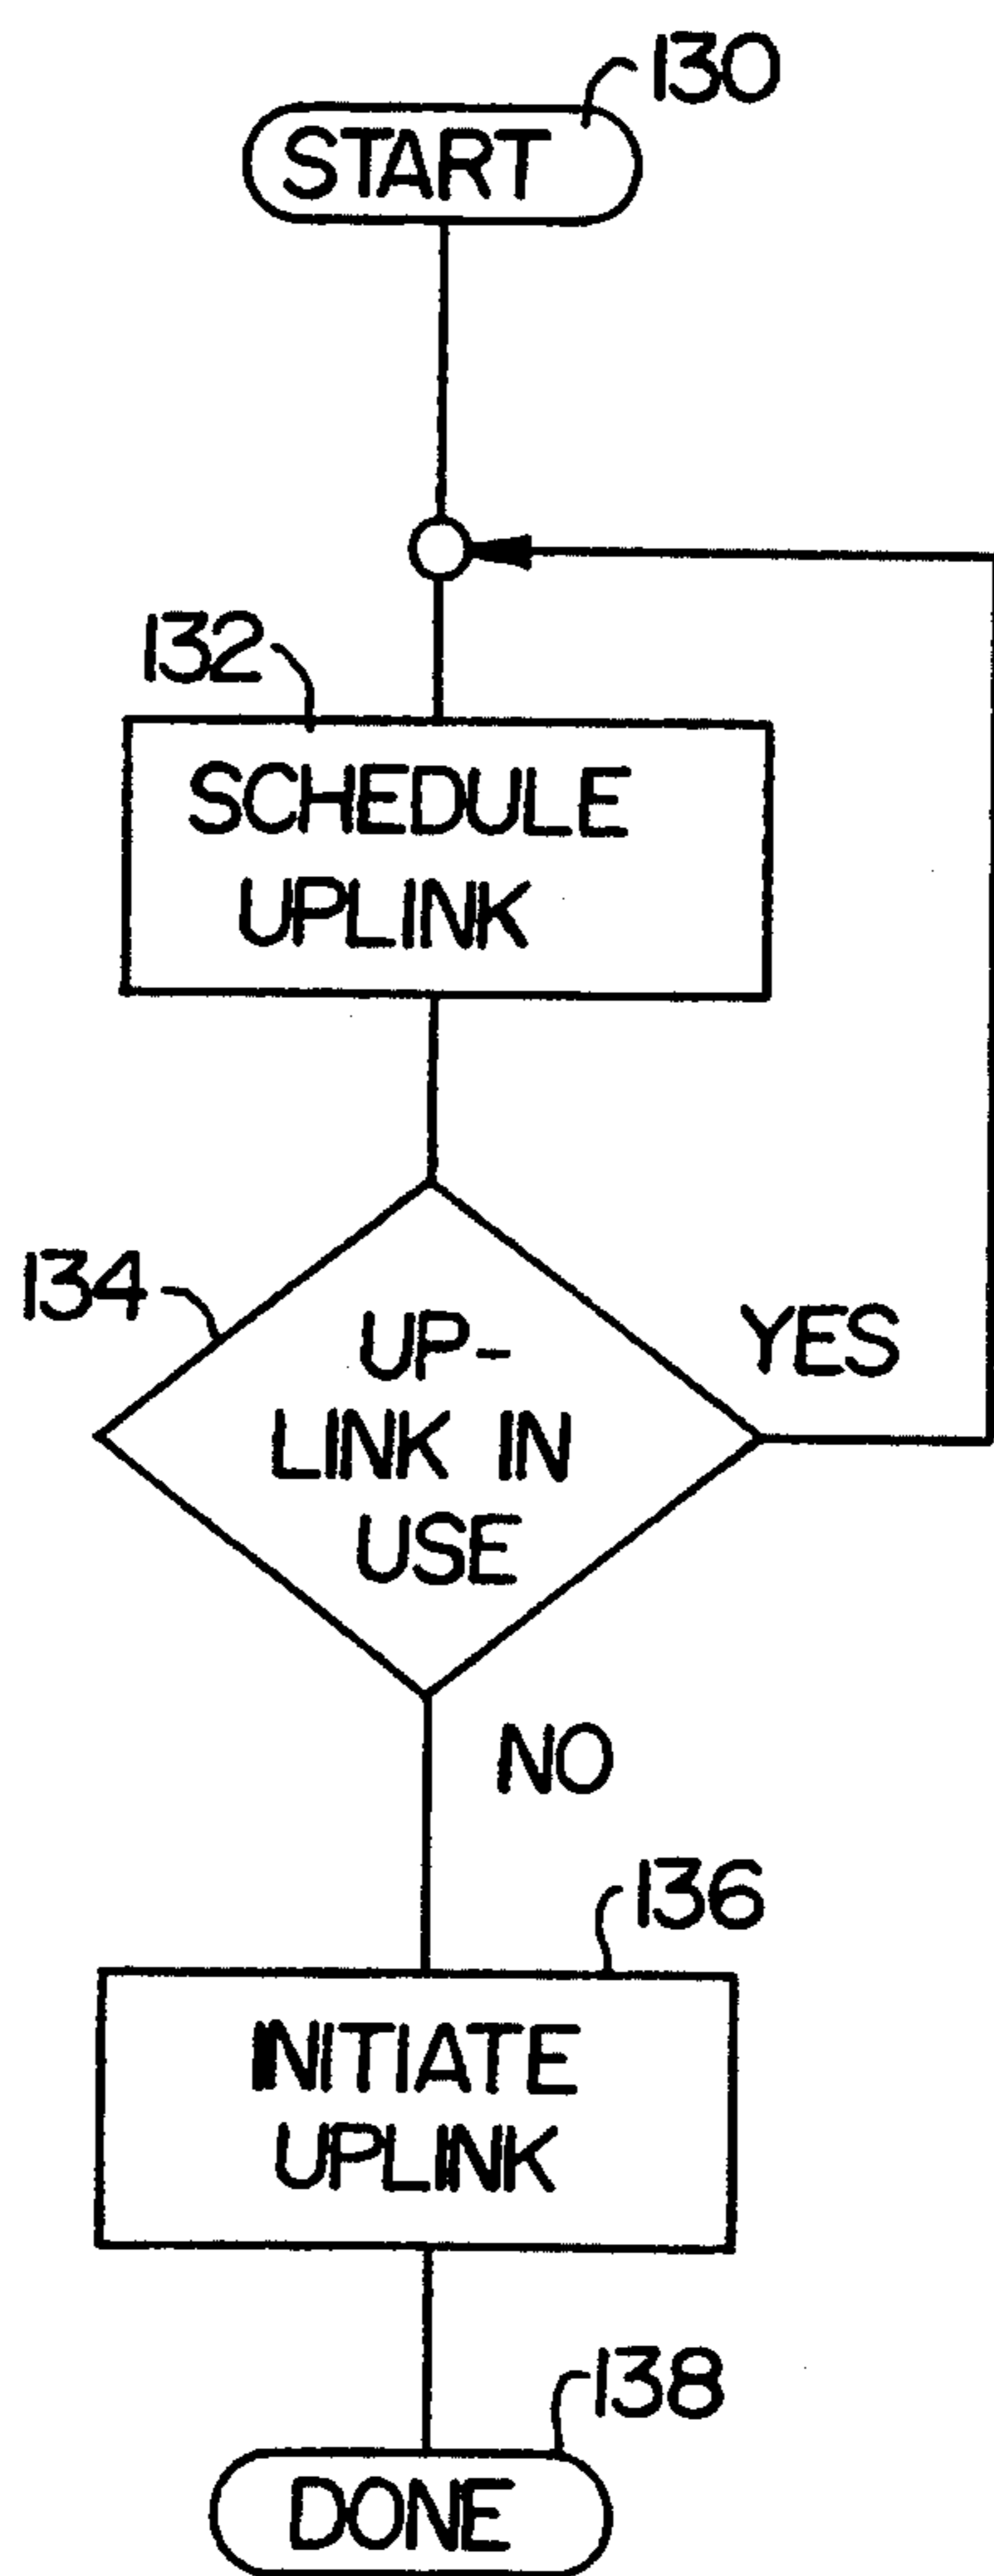 130
START
132
SCHEDULE
UPLINK
134
UP-
LINK IN
USE
YES
NO
136
INITIATE
UPLINK
138
DONE